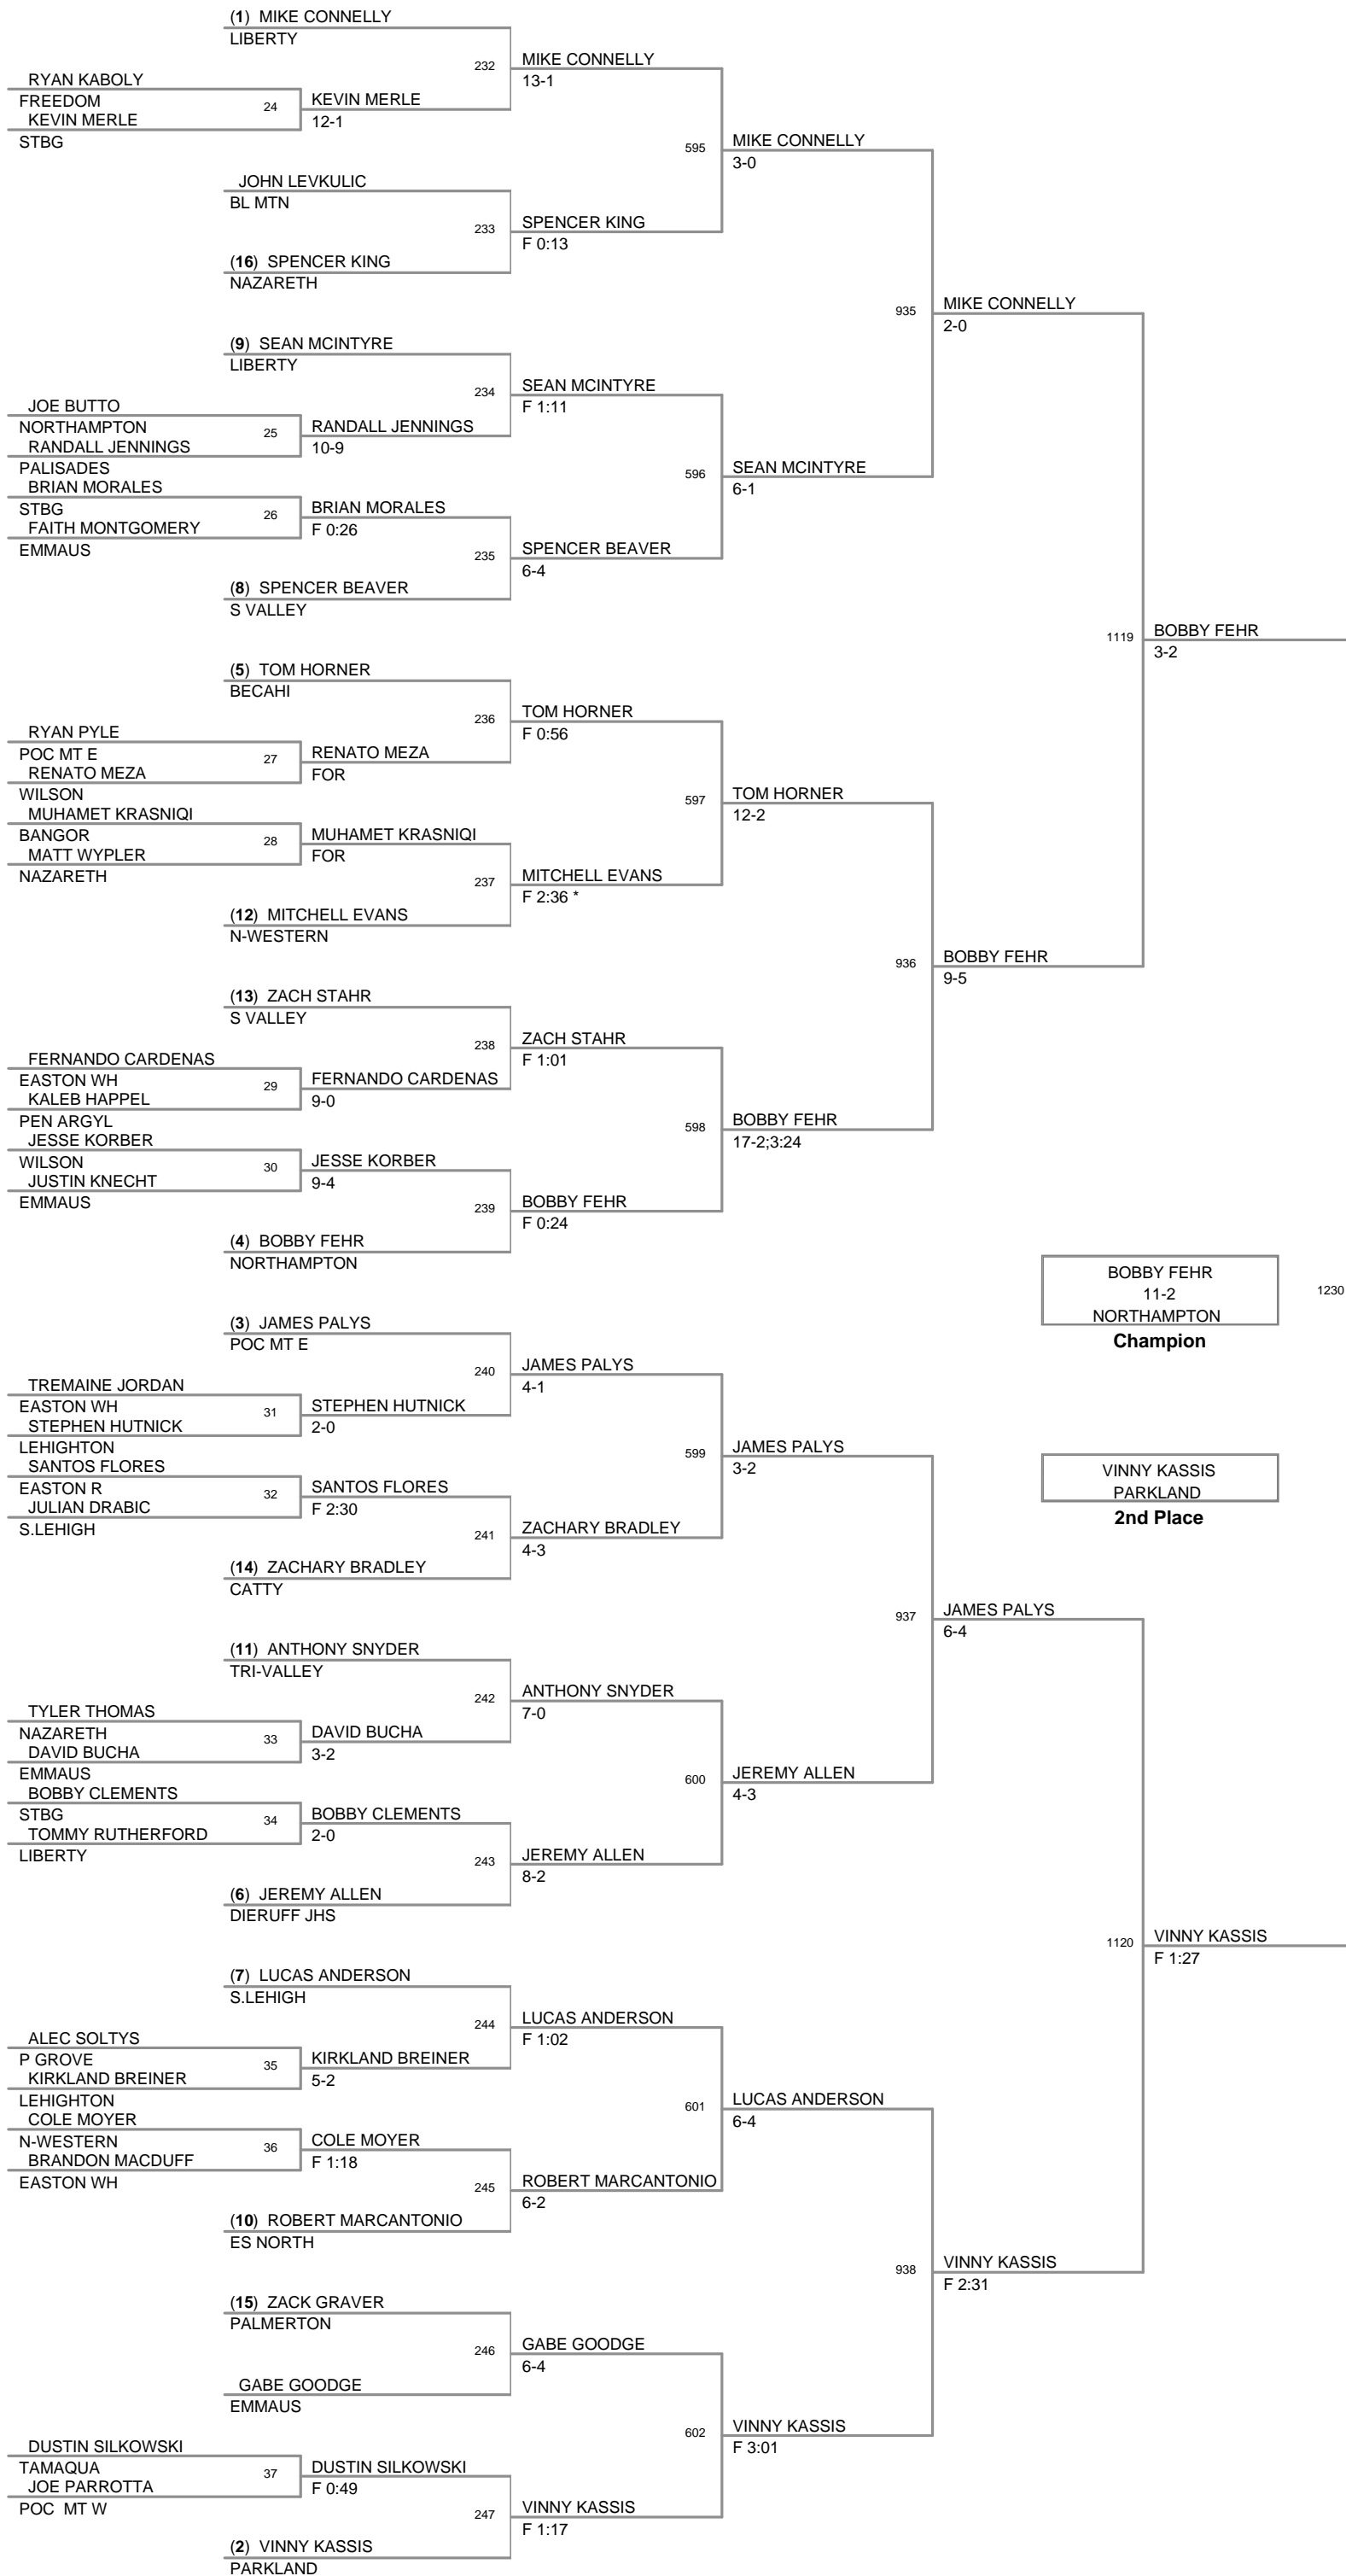 (1) MIKE CONNELLY
LIBERTY
232
MIKE CONNELLY
13-1
RYAN KABOLY
FREEDOM
24
KEVIN MERLE
STBG
KEVIN MERLE
12-1
595
MIKE CONNELLY
3-0
JOHN LEVKULIC
BL MTN
233
SPENCER KING
F 0:13
(16) SPENCER KING
NAZARETH
935
MIKE CONNELLY
2-0
(9) SEAN MCINTYRE
LIBERTY
234
SEAN MCINTYRE
F 1:11
JOE BUTTO
NORTHAMPTON
25
RANDALL JENNINGS
PALISADES
RANDALL JENNINGS
10-9
596
SEAN MCINTYRE
6-1
BRIAN MORALES
STBG
26
FAITH MONTGOMERY
EMMAUS
BRIAN MORALES
F 0:26
235
SPENCER BEAVER
6-4
(8) SPENCER BEAVER
S VALLEY
1119
BOBBY FEHR
3-2
(5) TOM HORNER
BECAHI
236
TOM HORNER
F 0:56
RYAN PYLE
POC MT E
27
RENATO MEZA
WILSON
RENATO MEZA
FOR
597
TOM HORNER
12-2
MUHAMET KRASNIQI
BANGOR
28
MATT WYPLER
NAZARETH
MUHAMET KRASNIQI
FOR
237
MITCHELL EVANS
F 2:36 *
(12) MITCHELL EVANS
N-WESTERN
936
BOBBY FEHR
9-5
(13) ZACH STAHR
S VALLEY
238
ZACH STAHR
F 1:01
FERNANDO CARDENAS
EASTON WH
29
KALEB HAPPEL
PEN ARGYL
FERNANDO CARDENAS
9-0
598
BOBBY FEHR
17-2;3:24
JESSE KORBER
WILSON
30
JUSTIN KNECHT
EMMAUS
JESSE KORBER
9-4
239
BOBBY FEHR
F 0:24
(4) BOBBY FEHR
NORTHAMPTON
BOBBY FEHR
11-2
NORTHAMPTON
Champion
1230
(3) JAMES PALYS
POC MT E
240
JAMES PALYS
4-1
TREMAINE JORDAN
EASTON WH
31
STEPHEN HUTNICK
LEHIGHTON
STEPHEN HUTNICK
2-0
599
JAMES PALYS
3-2
VINNY KASSIS
PARKLAND
2nd Place
SANTOS FLORES
EASTON R
32
JULIAN DRABIC
S.LEHIGH
SANTOS FLORES
F 2:30
241
ZACHARY BRADLEY
4-3
(14) ZACHARY BRADLEY
CATTY
937
JAMES PALYS
6-4
(11) ANTHONY SNYDER
TRI-VALLEY
242
ANTHONY SNYDER
7-0
TYLER THOMAS
NAZARETH
33
DAVID BUCHA
EMMAUS
DAVID BUCHA
3-2
600
JEREMY ALLEN
4-3
BOBBY CLEMENTS
STBG
34
TOMMY RUTHERFORD
LIBERTY
BOBBY CLEMENTS
2-0
243
JEREMY ALLEN
8-2
(6) JEREMY ALLEN
DIERUFF JHS
1120
VINNY KASSIS
F 1:27
(7) LUCAS ANDERSON
S.LEHIGH
244
LUCAS ANDERSON
F 1:02
ALEC SOLTYS
P GROVE
35
KIRKLAND BREINER
LEHIGHTON
KIRKLAND BREINER
5-2
601
LUCAS ANDERSON
6-4
COLE MOYER
N-WESTERN
36
BRANDON MACDUFF
EASTON WH
COLE MOYER
F 1:18
245
ROBERT MARCANTONIO
6-2
(10) ROBERT MARCANTONIO
ES NORTH
938
VINNY KASSIS
F 2:31
(15) ZACK GRAVER
PALMERTON
246
GABE GOODGE
6-4
GABE GOODGE
EMMAUS
602
VINNY KASSIS
F 3:01
DUSTIN SILKOWSKI
TAMAQUA
37
JOE PARROTTA
POC MT W
DUSTIN SILKOWSKI
F 0:49
247
VINNY KASSIS
F 1:17
(2) VINNY KASSIS
PARKLAND